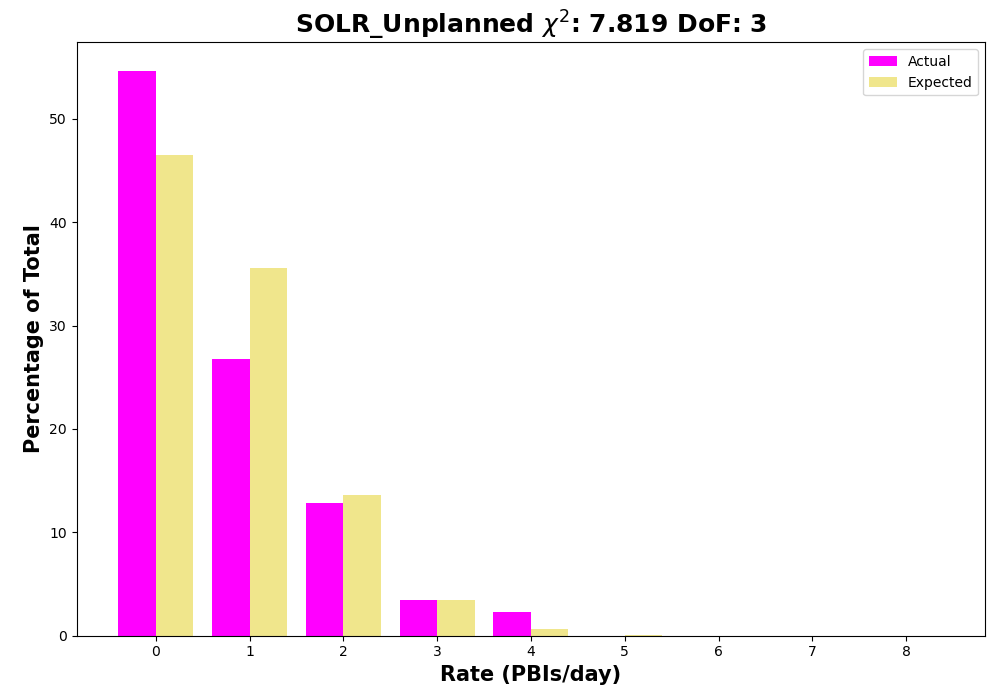 SOLR_Unplanned χ²: 7.819 DoF: 3
Actual
Expected
Percentage of Total
50
40
30
20
10
0
0 1 2 3 4 5 6 7 8
Rate (PBIs/day)